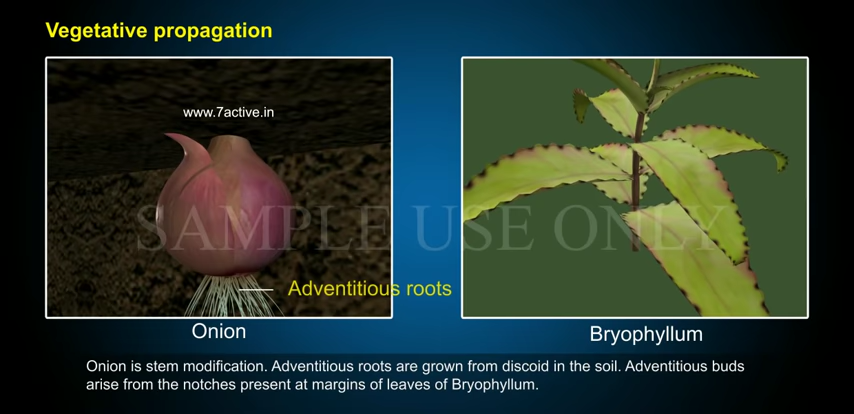 Vegetative propagation
www.7active.in
SAMPLE USE ONLY
Adventitious roots
Onion
Bryophyllum
Onion is stem modification. Adventitious roots are grown from discoid in the soil. Adventitious buds
arise from the notches present at margins of leaves of Bryophyllum.